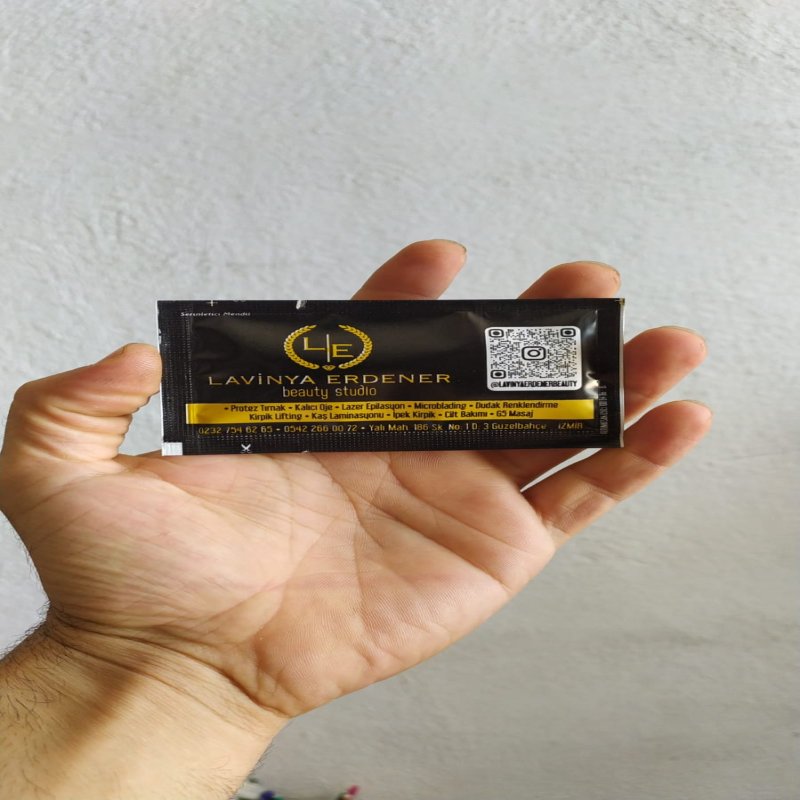 Serinletici Mendil
L E
LAVİNYA ERDENER
beauty studio
@LAVINYAERDENERBEAUTY
• Protez Tırnak • Kalıcı Oje • Lazer Epilasyon • Microblading • Dudak Renklendirme
Kirpik Lifting • Kaş Laminasyonu • İpek Kirpik • Cilt Bakımı • G5 Masaj
0232 754 62 65 • 0542 266 00 72 • Yalı Mah. 186 Sk. No: 1 D: 3 Güzelbahçe İZMİR